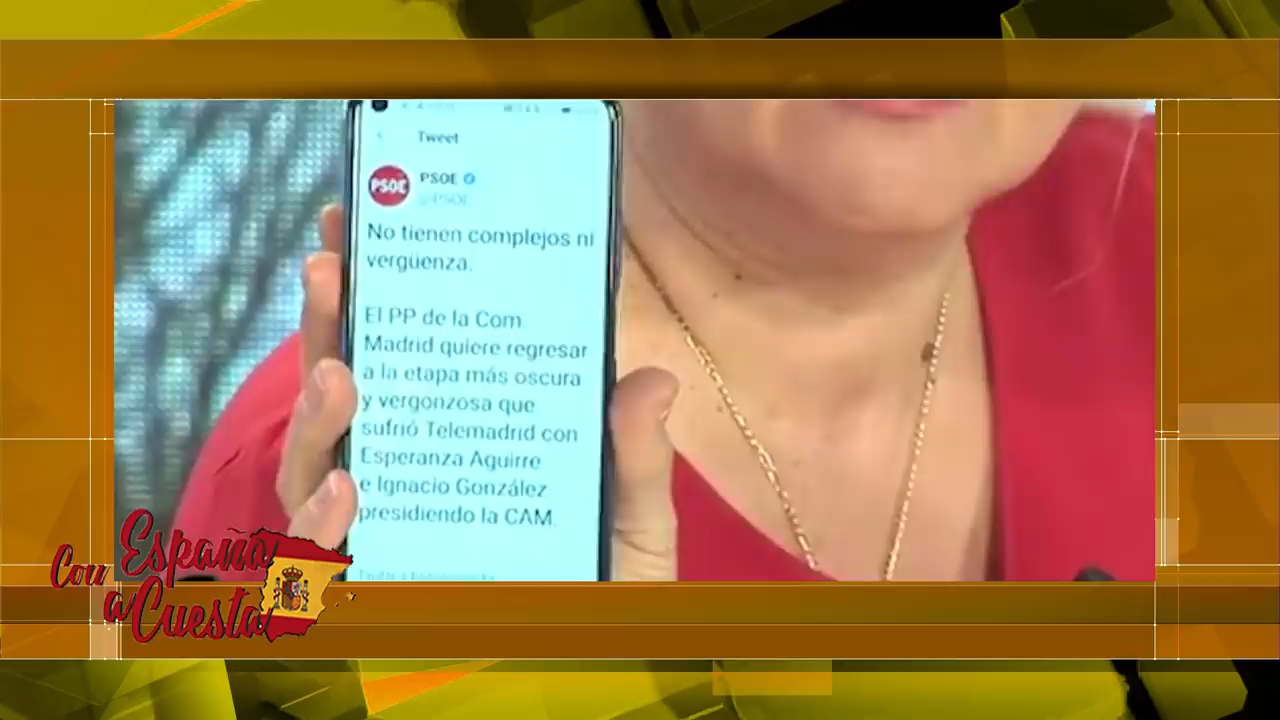 Tweet
PSOE
PSOE
No tienen complejos ni
vergüenza.
El PP de la Com
Madrid quiere regresar
a la etapa más oscura
y vergonzosa que
sufrió Telemadrid con
Esperanza Aguirre
e Ignacio González
presidiendo la CAM.
Con España
a Cuesta